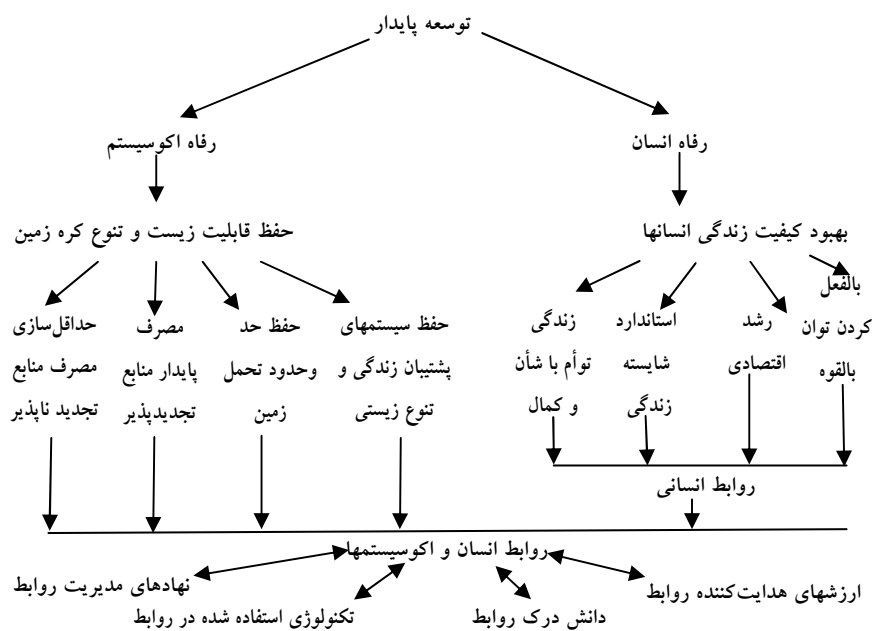 توسعه پایدار
رفاه انسان
رفاه اکوسیستم
بهبود کیفیت زندگی انسانها
حفظ قابلیت زیست و تنوع کره زمین
بالفعل
کردن توان
بالقوه
رشد
اقتصادی
استاندارد
شایسته
زندگی
زندگی
توأم با شأن
و کمال
حفظ سیستمهای
پشتیبان زندگی و
تنوع زیستی
حفظ حد
وحدود تحمل
زمین
مصرف
پایدار منابع
تجدیدپذیر
حداقل‌سازی
مصرف منابع
تجدید ناپذیر
روابط انسانی
روابط انسان و اکوسیستمها
ارزشهای هدایت‌کننده روابط
دانش درک روابط
تکنولوژی استفاده شده در روابط
نهادهای مدیریت روابط